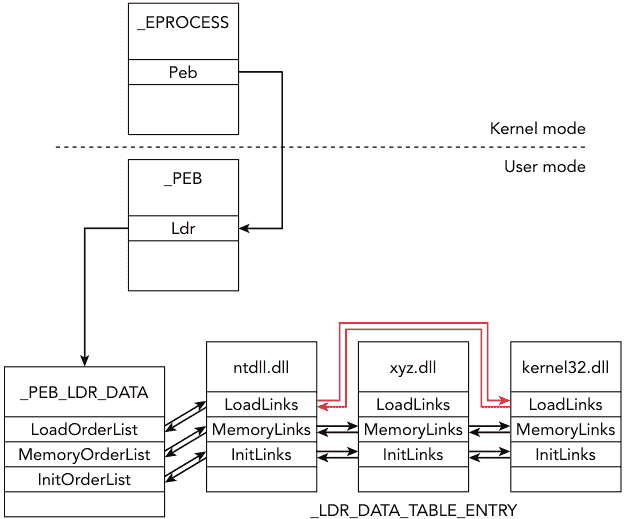 _EPROCESS
Peb
Kernel mode
User mode
_PEB
Ldr
_PEB_LDR_DATA
LoadOrderList
MemoryOrderList
InitOrderList
ntdll.dll
LoadLinks
MemoryLinks
InitLinks
xyz.dll
LoadLinks
MemoryLinks
InitLinks
kernel32.dll
LoadLinks
MemoryLinks
InitLinks
_LDR_DATA_TABLE_ENTRY